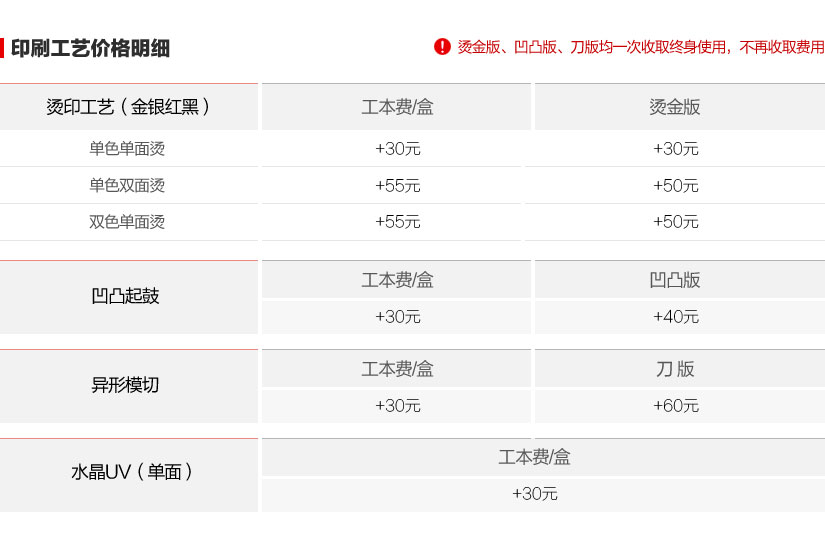 印刷工艺价格明细
! 烫金版、凹凸版、刀版均一次收取终身使用，不再收取费用
烫印工艺（金银红黑） 工本费/盒 烫金版
单色单面烫 +30元 +30元
单色双面烫 +55元 +50元
双色单面烫 +55元 +50元
凹凸起鼓 工本费/盒 凹凸版
+30元 +40元
异形模切 工本费/盒 刀 版
+30元 +60元
水晶UV（单面） 工本费/盒
+30元